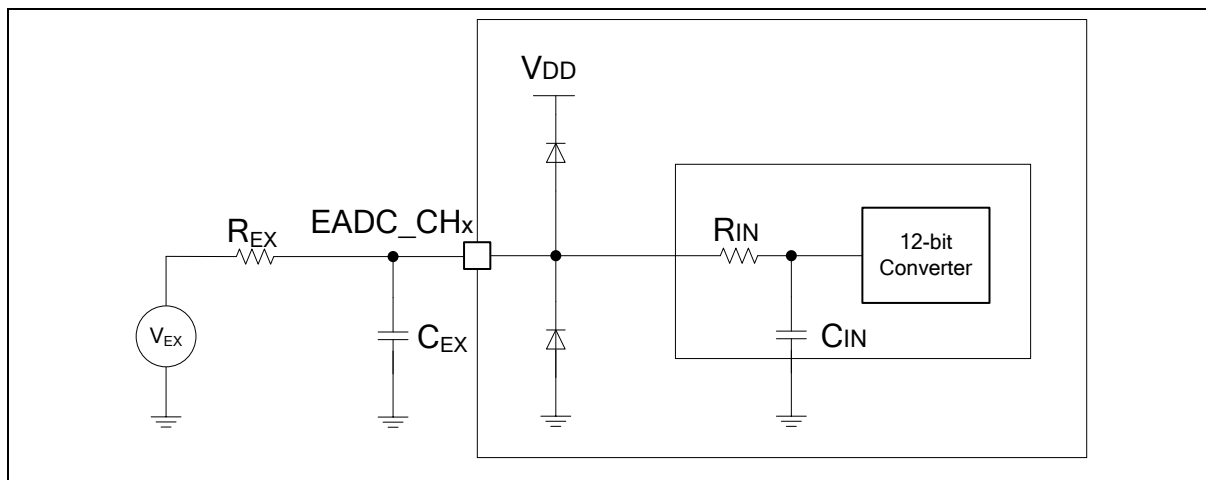 VDD
EADC_CHx
REX
RIN
12-bit
Converter
VEX
CEX
CIN